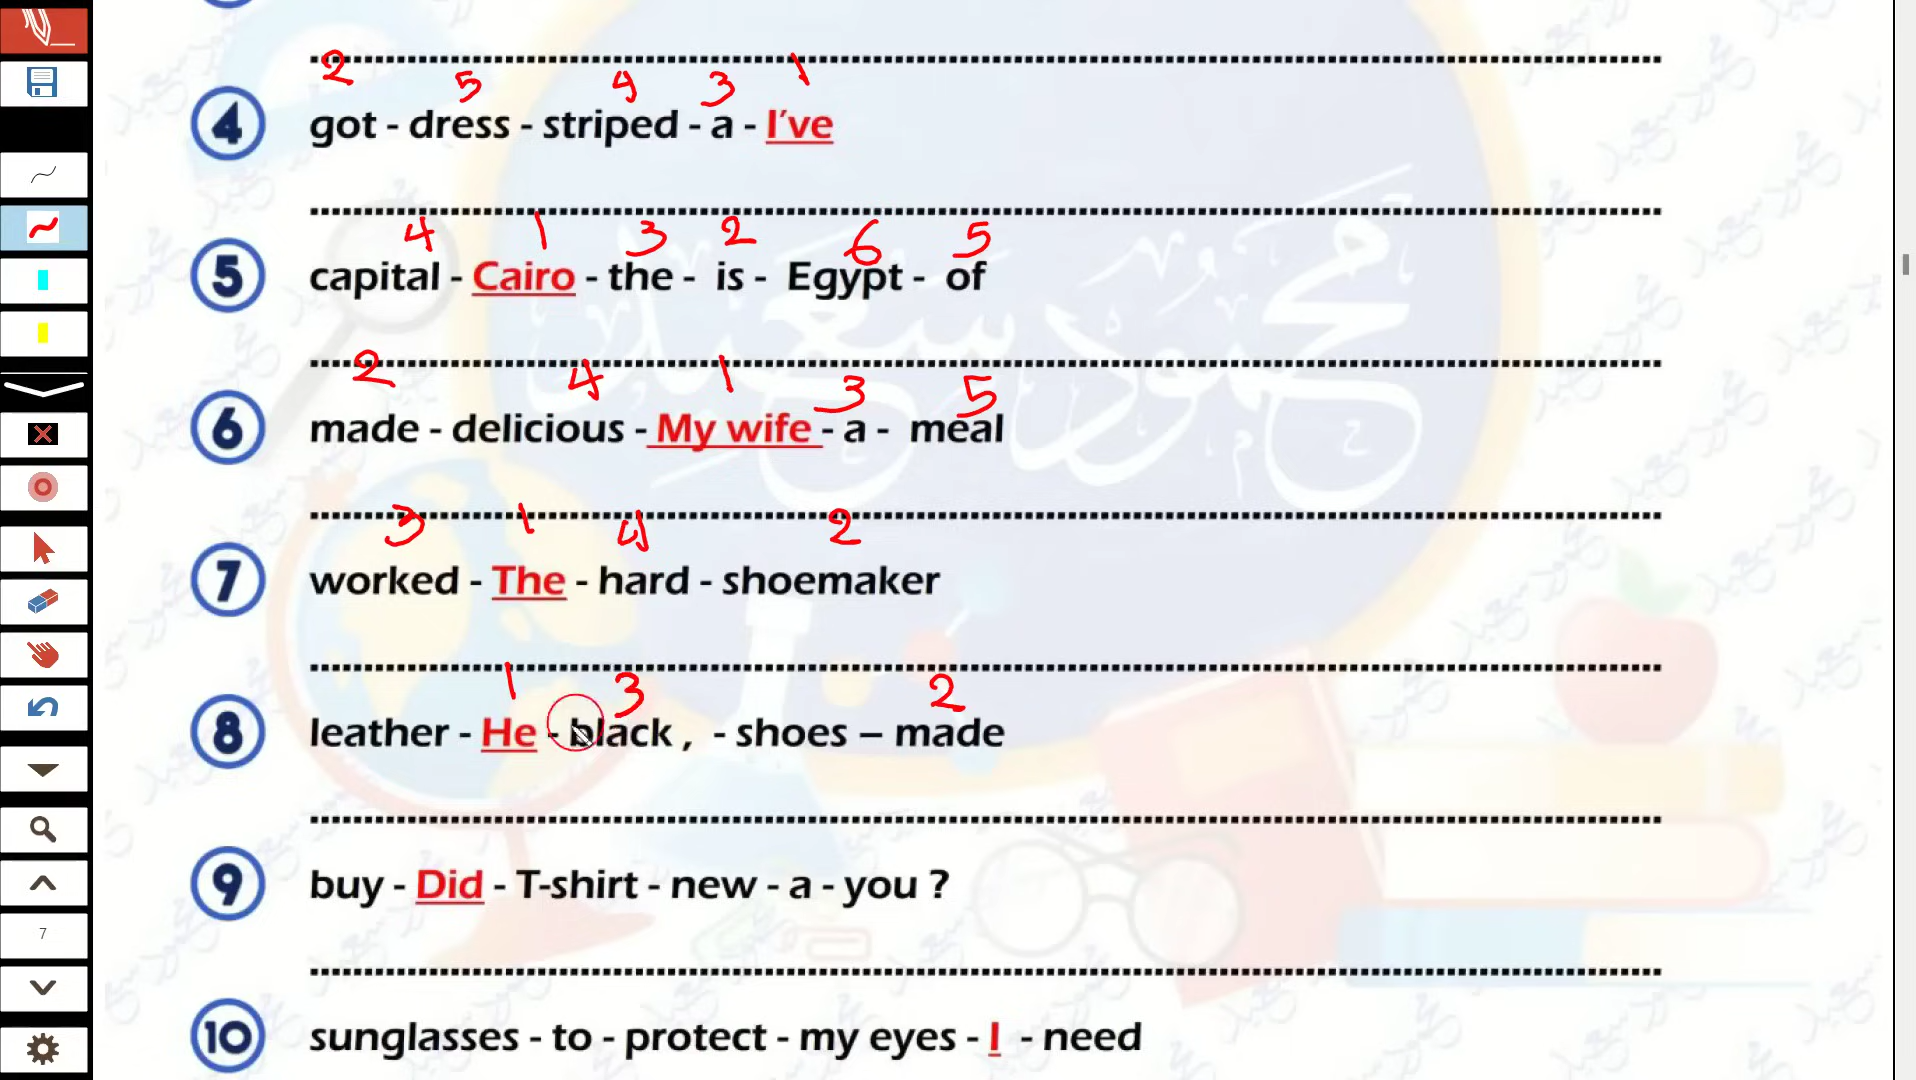 2 5 4 3 1
4 got - dress - striped - a - I've
4 1 3 2 6 5
5 capital - Cairo - the - is - Egypt - of
2 4 1 3 5
6 made - delicious - My wife - a - meal
3 1 4 2
7 worked - The - hard - shoemaker
1 3 2
8 leather - He - black , - shoes – made
9 buy - Did - T-shirt - new - a - you ?
10 sunglasses - to - protect - my eyes - I - need
7